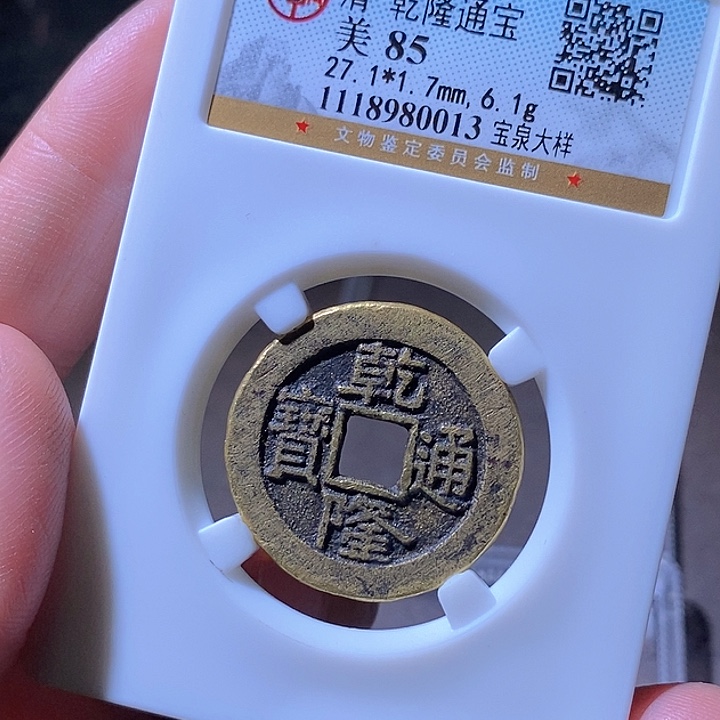 清 乾隆通宝
美 85
27.1*1.7mm, 6.1g
1118980013 宝泉大样
文物鉴定委员会监制
乾
寶 通
隆